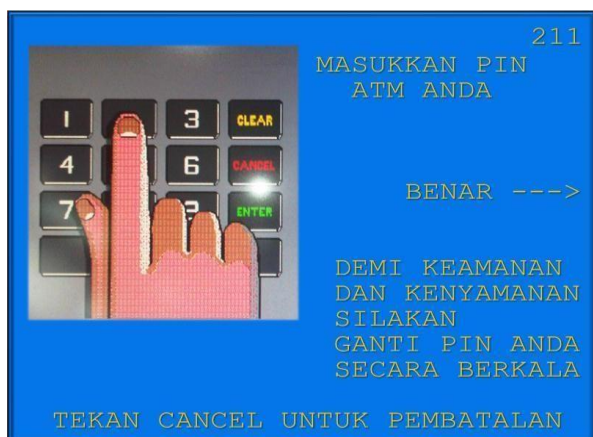 211
MASUKKAN PIN
ATM ANDA
1
3
CLEAR
4
6
CANCEL
7
ENTER
BENAR --->
DEMI KEAMANAN
DAN KENYAMANAN
SILAKAN
GANTI PIN ANDA
SECARA BERKALA
TEKAN CANCEL UNTUK PEMBATALAN